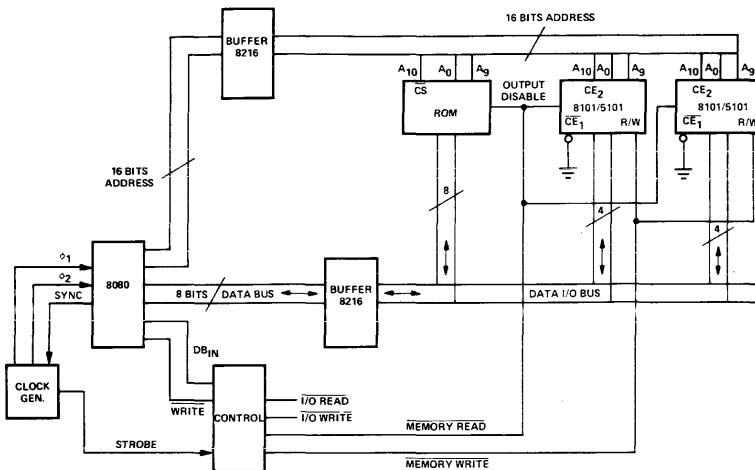 BUFFER
8216
16 BITS ADDRESS
A10 A0 A9
CS
ROM
OUTPUT
DISABLE
A10 A0 A9
CE2
8101/5101
CE1
R/W
A10 A0 A9
CE2
8101/5101
CE1
R/W
16 BITS
ADDRESS
8
4
4
φ1
φ2
SYNC
8080
8 BITS
DATA BUS
BUFFER
8216
DATA I/O BUS
DBIN
CLOCK
GEN.
WRITE
CONTROL
I/O READ
I/O WRITE
MEMORY READ
STROBE
MEMORY WRITE